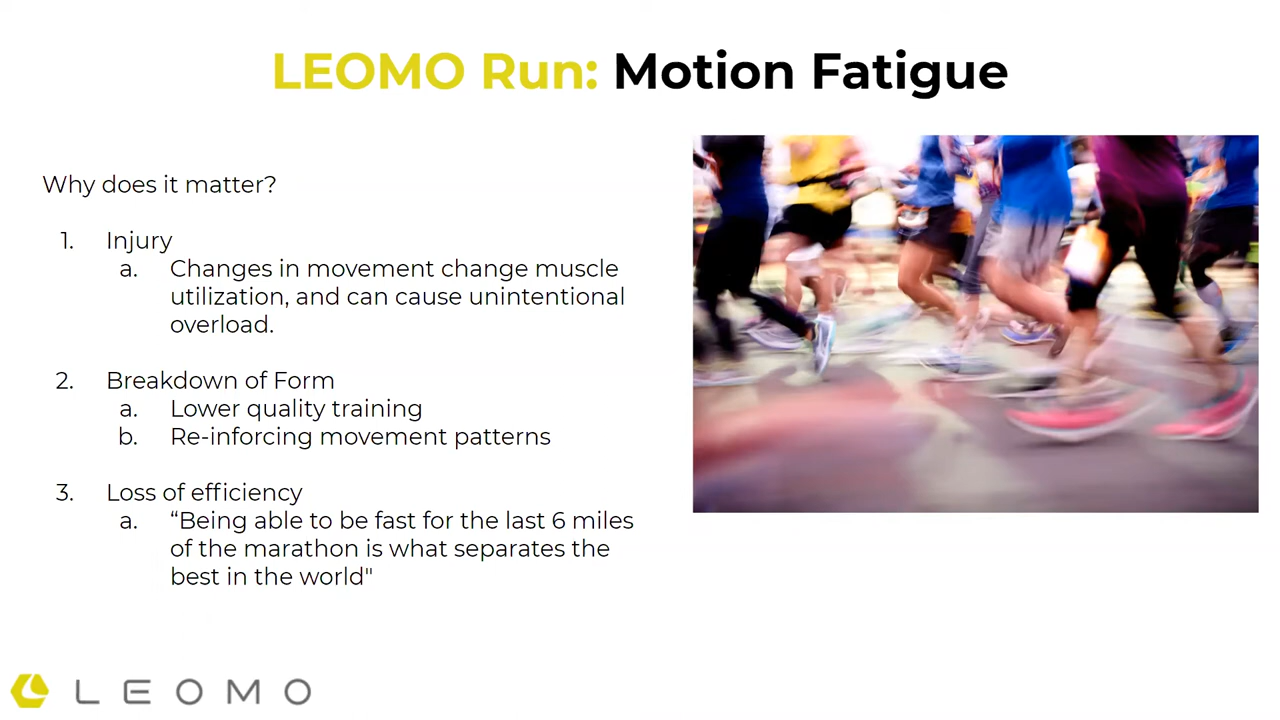 LEOMO Run: Motion Fatigue
Why does it matter?
1. Injury
a. Changes in movement change muscle
utilization, and can cause unintentional
overload.
2. Breakdown of Form
a. Lower quality training
b. Re-inforcing movement patterns
3. Loss of efficiency
a. “Being able to be fast for the last 6 miles
of the marathon is what separates the
best in the world"
LEOMO